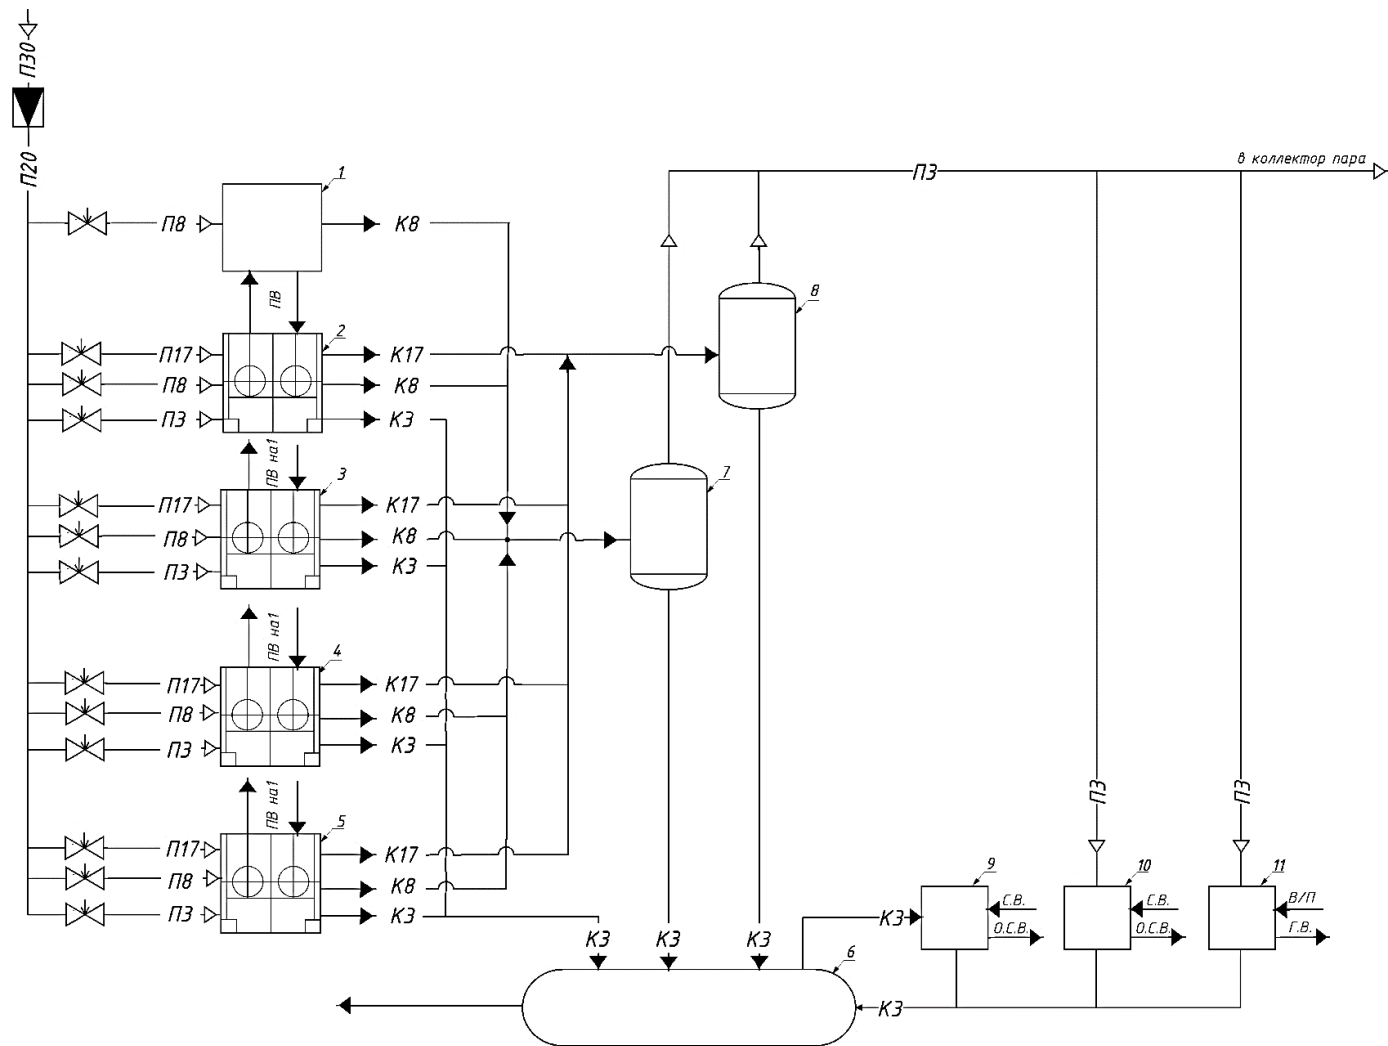 П30
П20
в коллектор пара
П3
1
П8
К8
ПВ
2
П17
К17
П8
К8
П3
К3
8
ПВ на1
3
7
П17
К17
П8
К8
П3
К3
ПВ на1
4
П17
К17
П8
К8
П3
К3
ПВ на1
5
П3
П3
П17
К17
П8
К8
П3
К3
9
10
11
С.В.
С.В.
В/П
О.С.В.
О.С.В.
Г.В.
К3
К3
К3
К3
6
К3